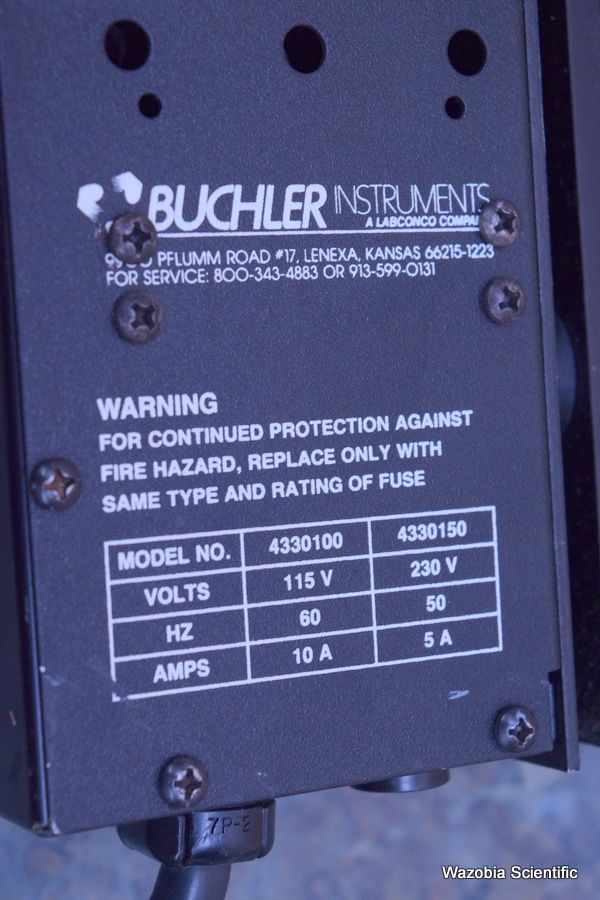 BUCHLER INSTRUMENTS
A LABCONCO
PFLUMM ROAD #17, LENEXA, KANSAS 66215-1223
FOR SERVICE: 800-343-4883 OR 913-599-0131
WARNING
FOR CONTINUED PROTECTION AGAINST
FIRE HAZARD, REPLACE ONLY WITH
SAME TYPE AND RATING OF FUSE
MODEL NO. 4330100 4330150
VOLTS 115 V 230 V
HZ 60 50
AMPS 10 A 5 A
7P-2
Wazobia Scientific